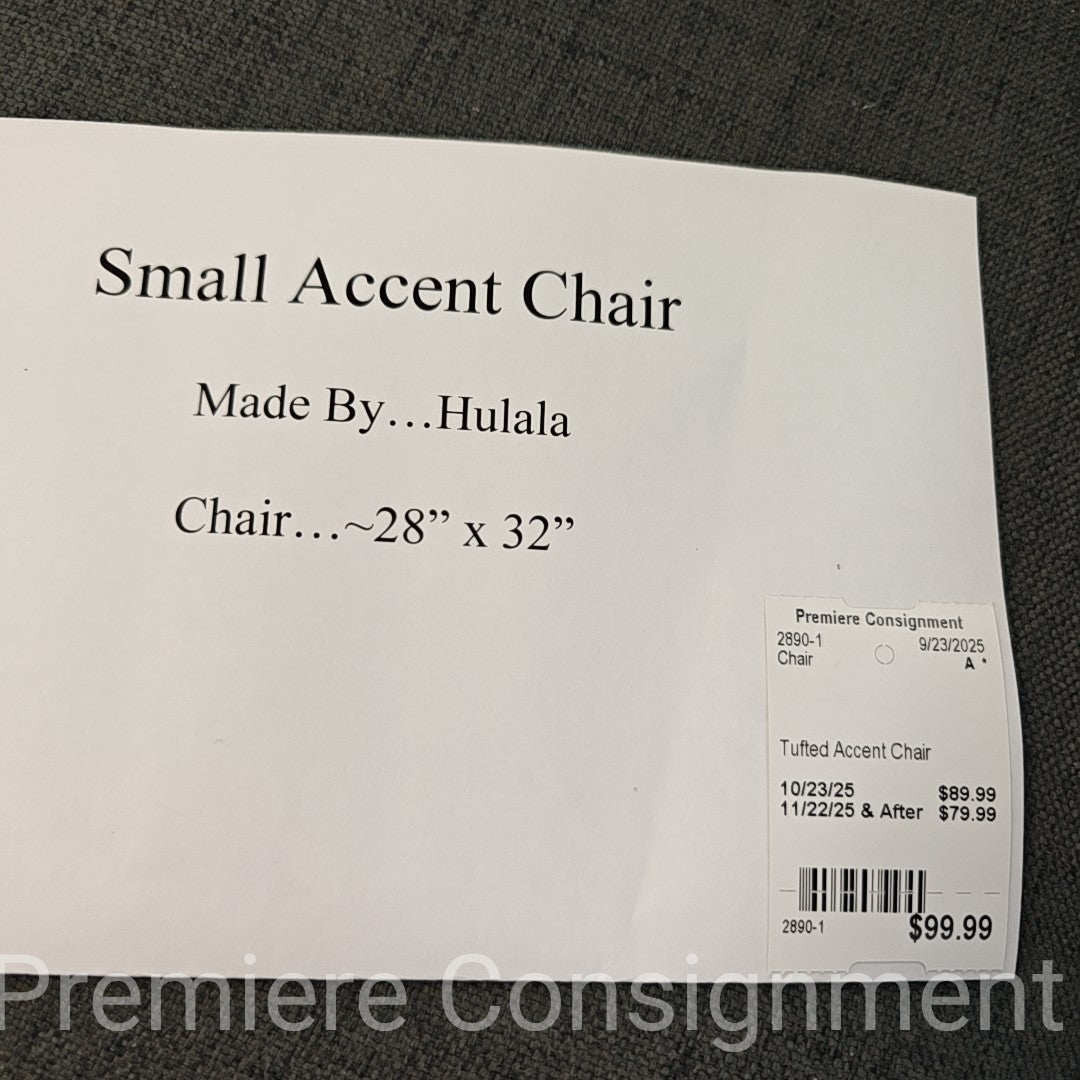 Small Accent Chair
Made By…Hulala
Chair…~28” x 32”
Premiere Consignment
2890-1 9/23/2025
Chair A *
Tufted Accent Chair
10/23/25 $89.99
11/22/25 & After $79.99
2890-1 $99.99
Premiere Consignment